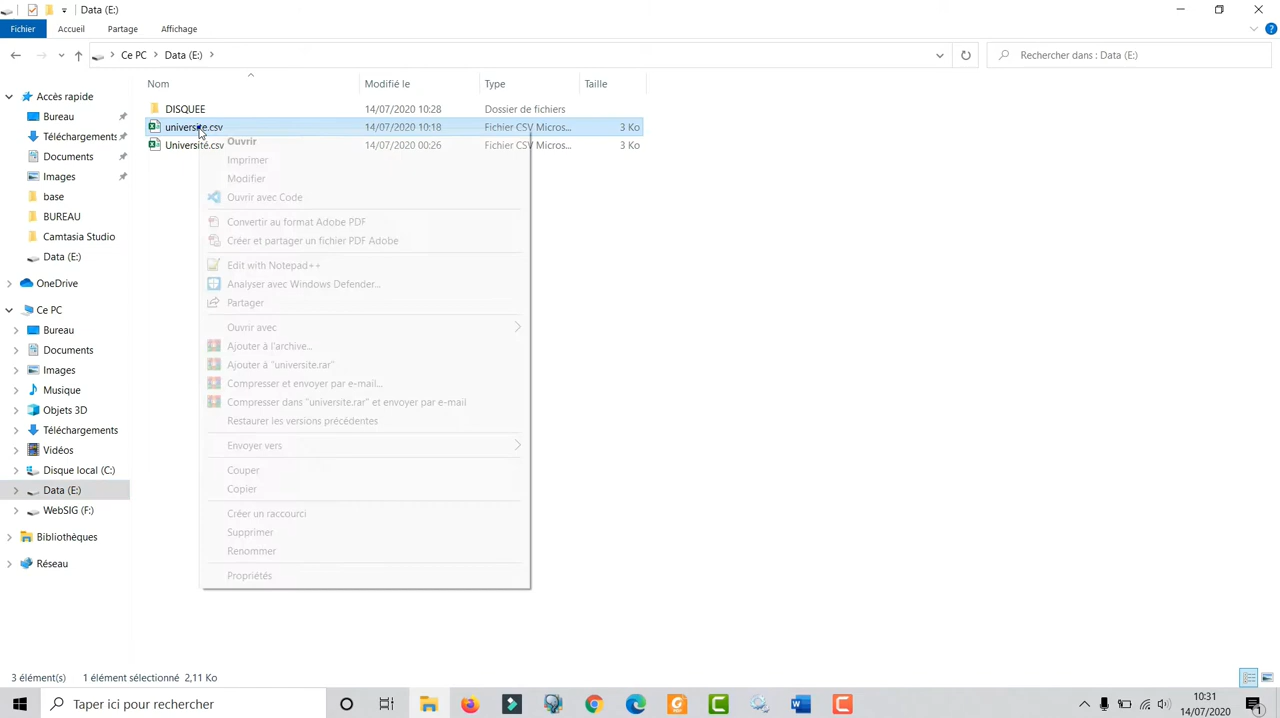 Data (E:)
Fichier
Accueil
Partage
Affichage
Ce PC
Data (E:)
Rechercher dans : Data (E:)
Nom
Modifié le
Type
Taille
Accès rapide
Bureau
Téléchargements
Documents
Images
base
BUREAU
Camtasia Studio
Data (E:)
OneDrive
Ce PC
Bureau
Documents
Images
Musique
Objets 3D
Téléchargements
Vidéos
Disque local (C:)
Data (E:)
WebSIG (F:)
Bibliothèques
Réseau
DISQUEE 14/07/2020 10:28 Dossier de fichiers
universite.csv 14/07/2020 10:18 Fichier CSV Micros... 3 Ko
Université.csv 14/07/2020 00:26 Fichier CSV Micros... 3 Ko
Ouvrir
Imprimer
Modifier
Ouvrir avec Code
Convertir au format Adobe PDF
Créer et partager un fichier PDF Adobe
Edit with Notepad++
Analyser avec Windows Defender...
Partager
Ouvrir avec
Ajouter à l'archive...
Ajouter à "universite.rar"
Compresser et envoyer par e-mail...
Compresser dans "universite.rar" et envoyer par e-mail
Restaurer les versions précédentes
Envoyer vers
Couper
Copier
Créer un raccourci
Supprimer
Renommer
Propriétés
3 élément(s)
1 élément sélectionné 2,11 Ko
Taper ici pour rechercher
10:31
14/07/2020
1